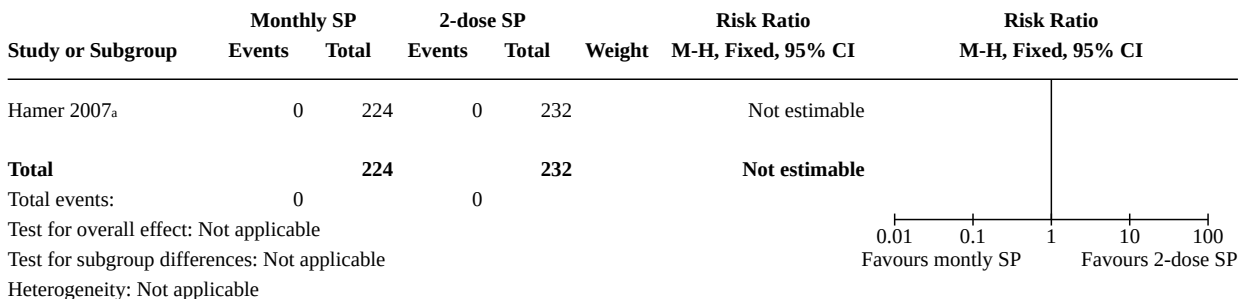 Monthly SP 2-dose SP Risk Ratio Risk Ratio
Study or Subgroup Events Total Events Total Weight M-H, Fixed, 95% CI M-H, Fixed, 95% CI
Hamer 2007a 0 224 0 232 Not estimable
Total 224 232 Not estimable
Total events: 0 0
Test for overall effect: Not applicable
0.01 0.1 1 10 100
Test for subgroup differences: Not applicable
Favours montly SP Favours 2-dose SP
Heterogeneity: Not applicable